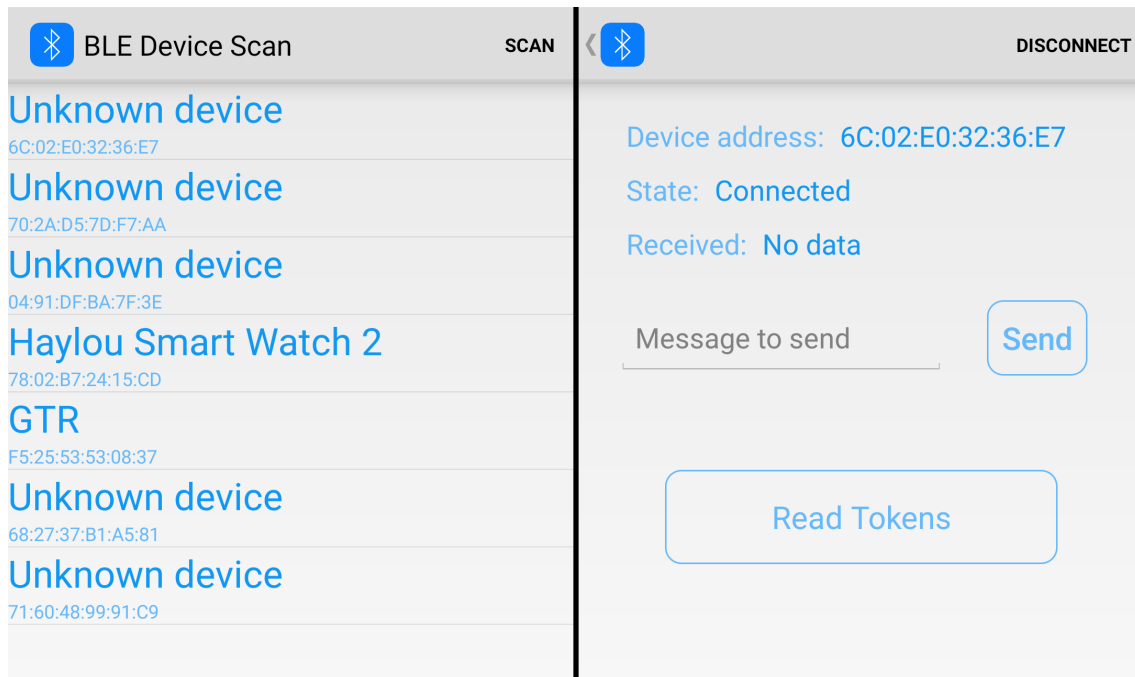 BLE Device Scan
SCAN
Unknown device
6C:02:E0:32:36:E7
Unknown device
70:2A:D5:7D:F7:AA
Unknown device
04:91:DF:BA:7F:3E
Haylou Smart Watch 2
78:02:B7:24:15:CD
GTR
F5:25:53:53:08:37
Unknown device
68:27:37:B1:A5:81
Unknown device
71:60:48:99:91:C9
DISCONNECT
Device address: 6C:02:E0:32:36:E7
State: Connected
Received: No data
Message to send
Send
Read Tokens